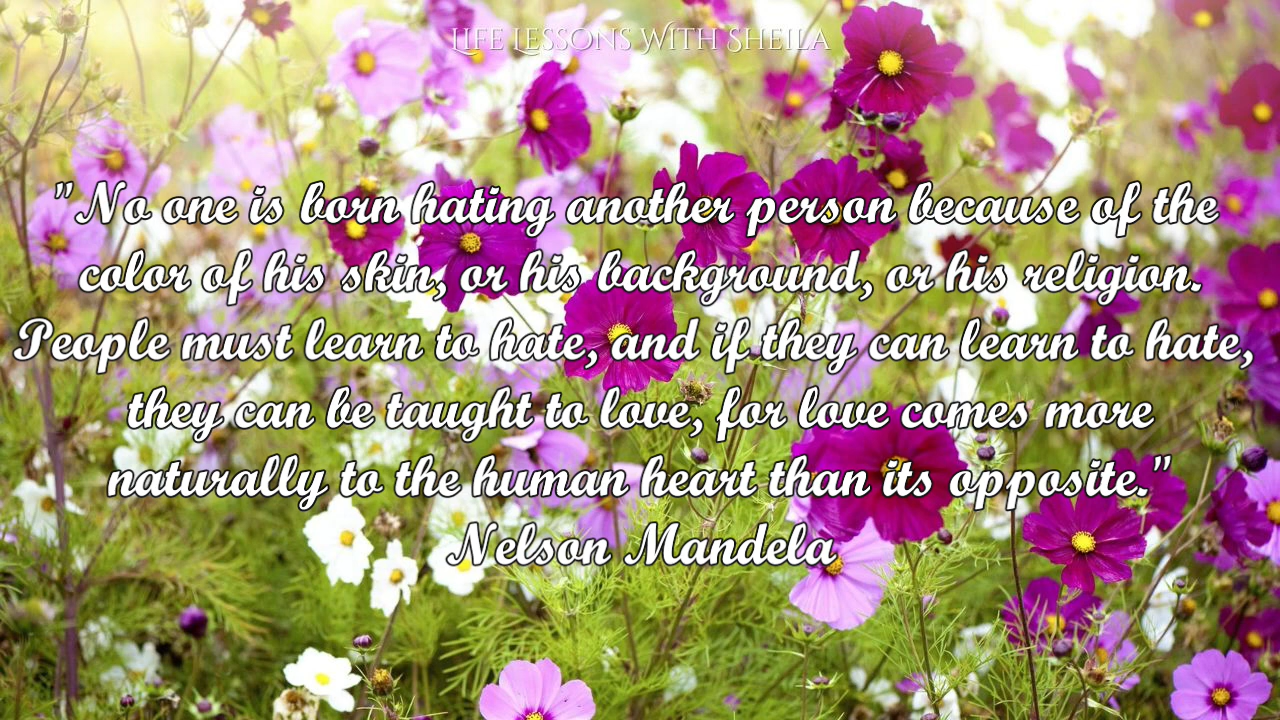 Life Lessons With Sheila
"No one is born hating another person because of the
color of his skin, or his background, or his religion.
People must learn to hate, and if they can learn to hate,
they can be taught to love, for love comes more
naturally to the human heart than its opposite."
Nelson Mandela